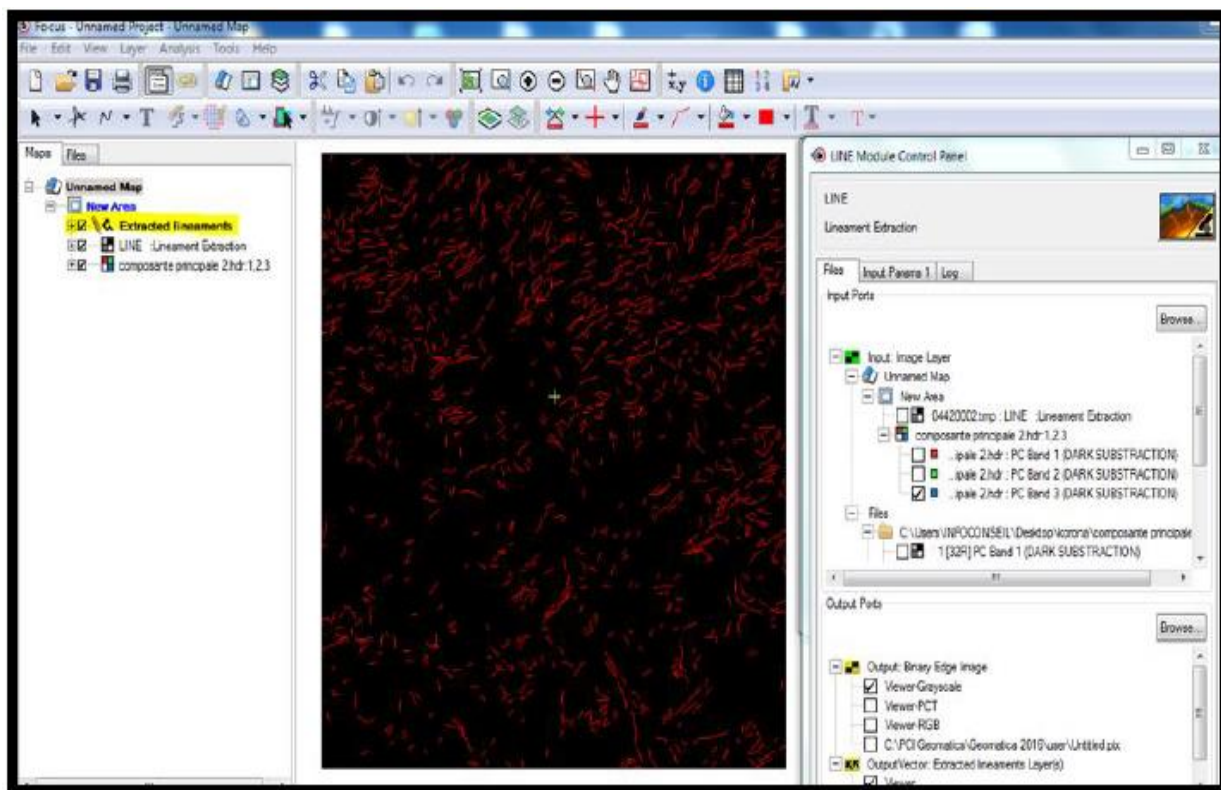 Focus - Unnamed Project - Unnamed Map
File Edit View Layer Analysis Tools Help
Maps Files
Unnamed Map
New Area
Extracted lineaments
LINE :Lineament Extraction
composante principale 2.hdr:1,2,3
LINE Module Control Panel
LINE
Lineament Extraction
Files Input Params 1 Log
Input Ports
Browse...
Input: Image Layer
Unnamed Map
New Area
04420002.tmp : LINE :Lineament Extraction
composante principale 2.hdr:1,2,3
...ipale 2.hdr : PC Band 1 (DARK SUBSTRACTION)
...ipale 2.hdr : PC Band 2 (DARK SUBSTRACTION)
...ipale 2.hdr : PC Band 3 (DARK SUBSTRACTION)
Files
C:\Users\INFOCONSEIL\Desktop\korona\composante principale
1 [32R] PC Band 1 (DARK SUBSTRACTION)
Output Ports
Browse...
Output: Binary Edge Image
Viewer-Grayscale
Viewer-PCT
Viewer-RGB
C:\PCI Geomatica\Geomatica 2016\user\Untitled.pix
OutputVector: Extracted lineaments Layer(s)
Viewer